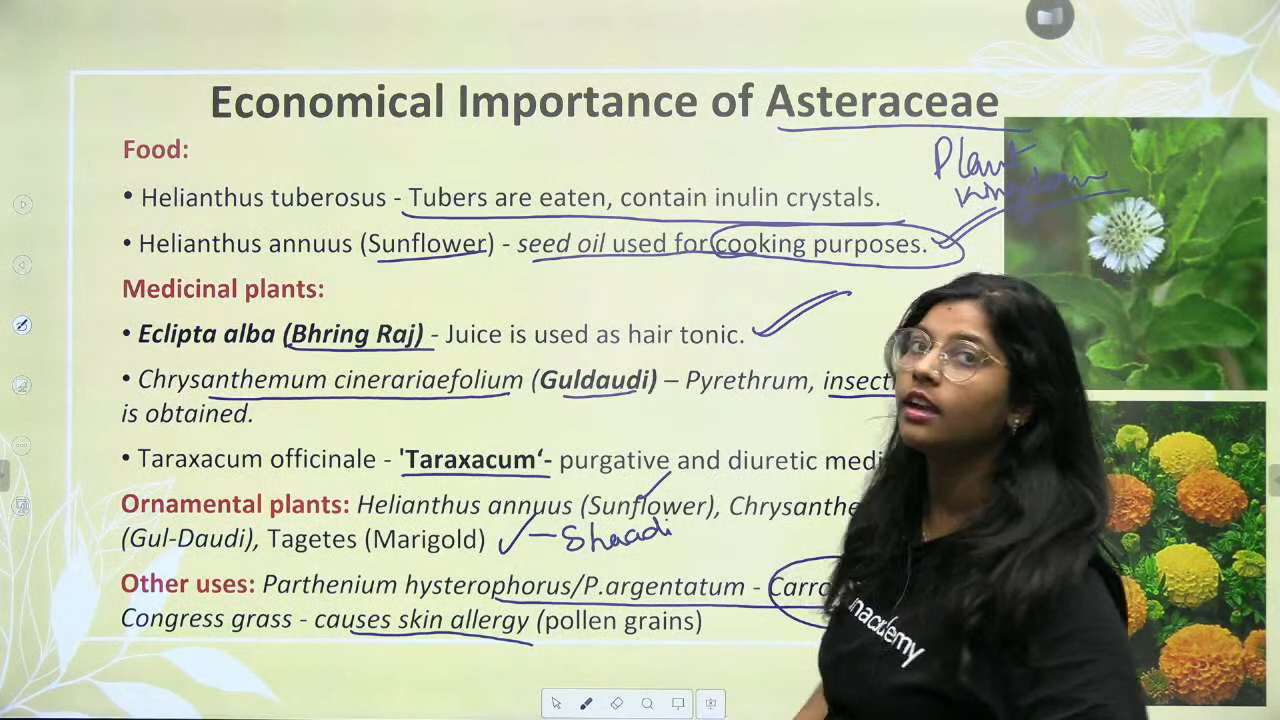 Economical Importance of Asteraceae
Food:
Plant
kingdom
• Helianthus tuberosus - Tubers are eaten, contain inulin crystals.
• Helianthus annuus (Sunflower) - seed oil used for cooking purposes.
Medicinal plants:
• Eclipta alba (Bhring Raj) - Juice is used as hair tonic.
• Chrysanthemum cinerariaefolium (Guldaudi) – Pyrethrum, insect
is obtained.
• Taraxacum officinale - 'Taraxacum‘- purgative and diuretic medi
Ornamental plants: Helianthus annuus (Sunflower), Chrysanthe
(Gul-Daudi), Tagetes (Marigold) – Shaadi
Other uses: Parthenium hysterophorus/P.argentatum - Carro
Congress grass - causes skin allergy (pollen grains)
unacademy